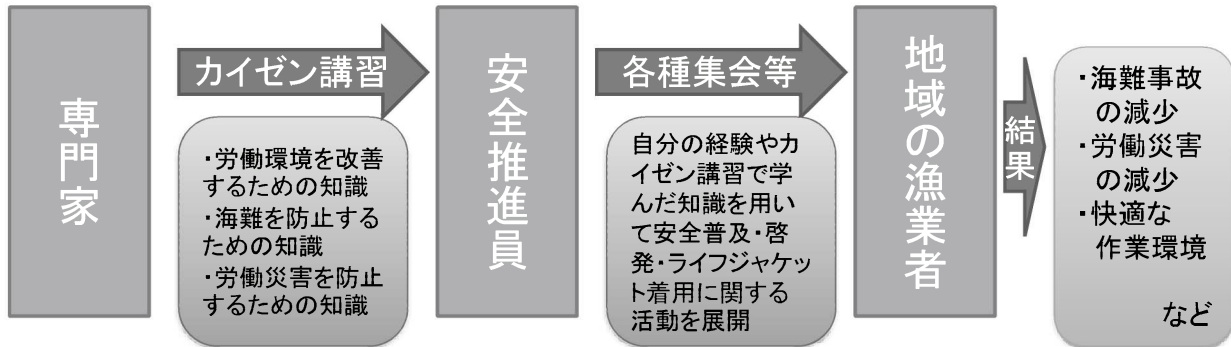 専門家
カイゼン講習
・労働環境を改善
するための知識
・海難を防止する
ための知識
・労働災害を防止
するための知識
安全推進員
各種集会等
自分の経験やカ
イゼン講習で学
んだ知識を用い
て安全普及・啓
発・ライフジャケッ
ト着用に関する
活動を展開
地域の漁業者
結果
・海難事故
の減少
・労働災害
の減少
・快適な
作業環境
など